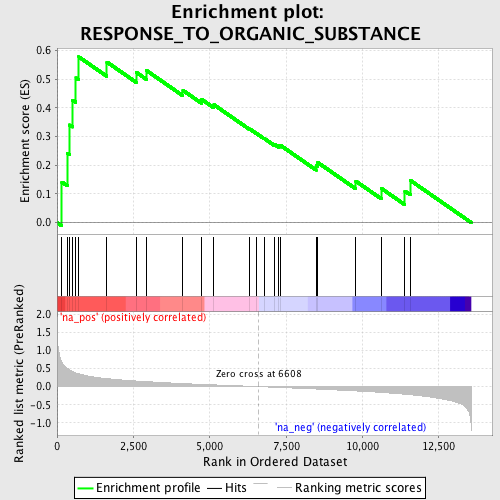 Enrichment plot:
RESPONSE_TO_ORGANIC_SUBSTANCE
Enrichment score (ES)
0.6
0.5
0.4
0.3
0.2
0.1
0.0
'na_pos' (positively correlated)
Ranked list metric (PreRanked)
2.0
1.5
1.0
0.5
0.0
-0.5
-1.0
Zero cross at 6608
'na_neg' (negatively correlated)
0
2,500
5,000
7,500
10,000
12,500
Rank in Ordered Dataset
Enrichment profile
Hits
Ranking metric scores